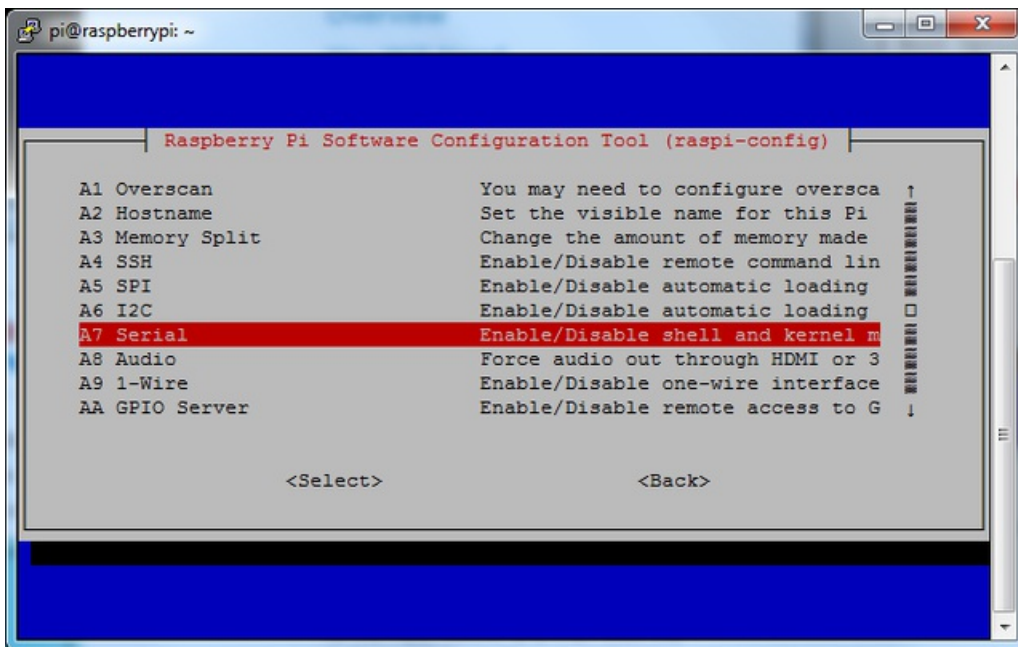 pi@raspberrypi: ~
Raspberry Pi Software Configuration Tool (raspi-config)
A1 Overscan You may need to configure oversca
A2 Hostname Set the visible name for this Pi
A3 Memory Split Change the amount of memory made
A4 SSH Enable/Disable remote command lin
A5 SPI Enable/Disable automatic loading
A6 I2C Enable/Disable automatic loading
A7 Serial Enable/Disable shell and kernel m
A8 Audio Force audio out through HDMI or 3
A9 1-Wire Enable/Disable one-wire interface
AA GPIO Server Enable/Disable remote access to G
<Select> <Back>